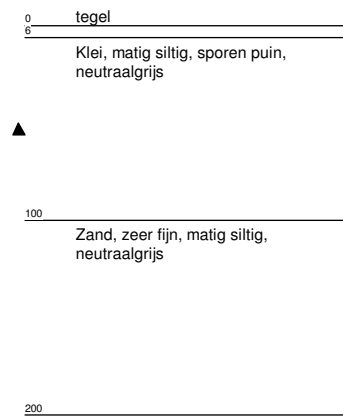 0 tegel
6
Klei, matig siltig, sporen puin,
neutraalgrijs
100
Zand, zeer fijn, matig siltig,
neutraalgrijs
200